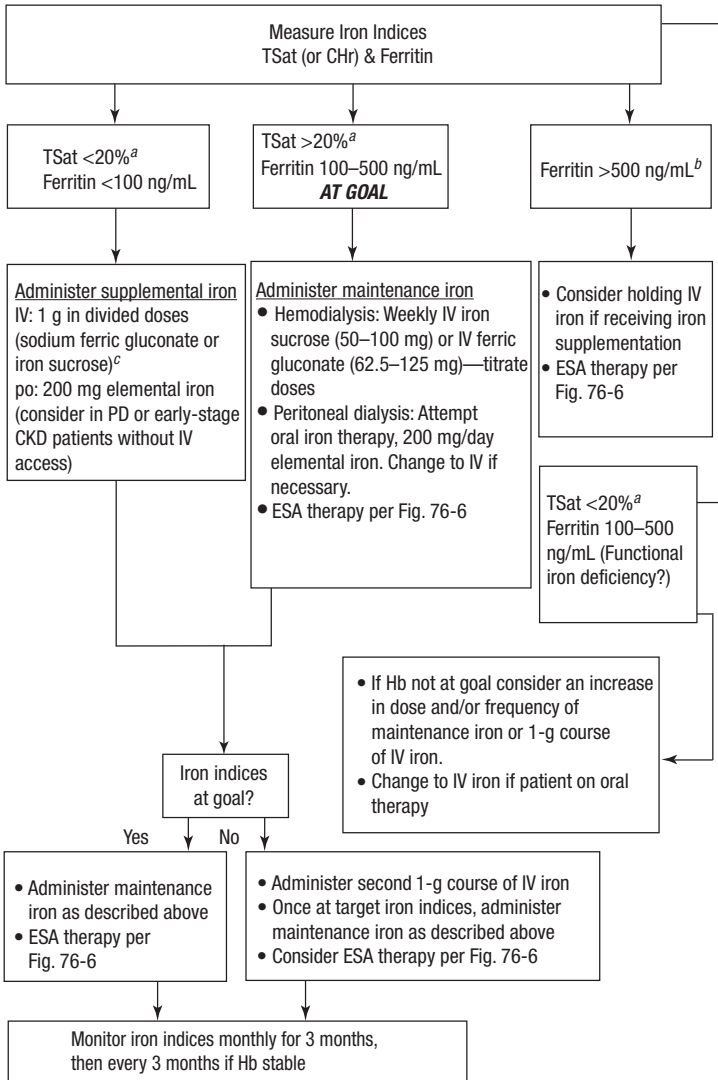 Measure Iron Indices
TSat (or CHr) & Ferritin
TSat <20%a
Ferritin <100 ng/mL
TSat >20%a
Ferritin 100–500 ng/mL
AT GOAL
Ferritin >500 ng/mLb
Administer supplemental iron
IV: 1 g in divided doses
(sodium ferric gluconate or
iron sucrose)c
po: 200 mg elemental iron
(consider in PD or early-stage
CKD patients without IV
access)
Administer maintenance iron
• Hemodialysis: Weekly IV iron
sucrose (50–100 mg) or IV ferric
gluconate (62.5–125 mg)—titrate
doses
• Peritoneal dialysis: Attempt
oral iron therapy, 200 mg/day
elemental iron. Change to IV if
necessary.
• ESA therapy per Fig. 76-6
• Consider holding IV
iron if receiving iron
supplementation
• ESA therapy per
Fig. 76-6
TSat <20%a
Ferritin 100–500
ng/mL (Functional
iron deficiency?)
• If Hb not at goal consider an increase
in dose and/or frequency of
maintenance iron or 1-g course
of IV iron.
• Change to IV iron if patient on oral
therapy
Iron indices
at goal?
Yes
No
• Administer maintenance
iron as described above
• ESA therapy per
Fig. 76-6
• Administer second 1-g course of IV iron
• Once at target iron indices, administer
maintenance iron as described above
• Consider ESA therapy per Fig. 76-6
Monitor iron indices monthly for 3 months,
then every 3 months if Hb stable